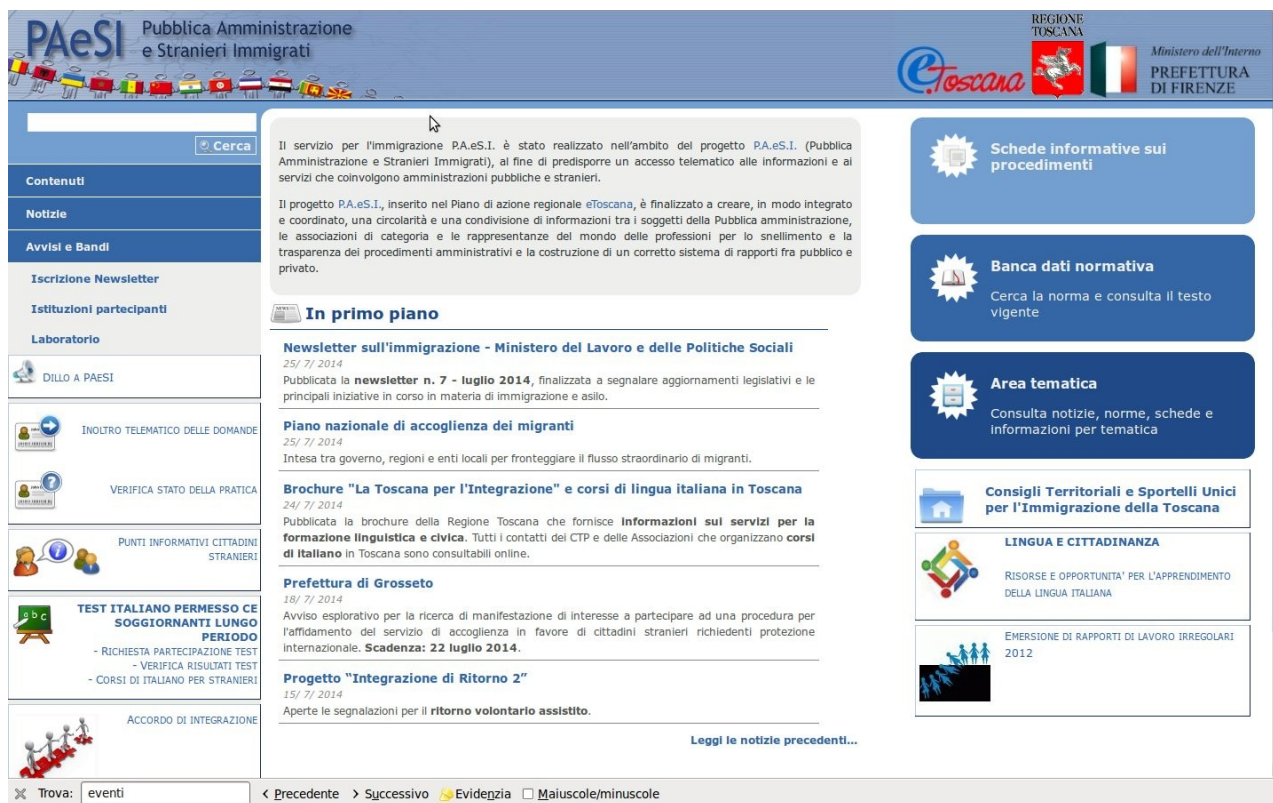 PAeSI
Pubblica Amministrazione
e Stranieri Immigrati
eToscana
REGIONE
TOSCANA
Ministero dell'Interno
PREFETTURA
DI FIRENZE
Cerca
Contenuti
Notizie
Avvisi e Bandi
Iscrizione Newsletter
Istituzioni partecipanti
Laboratorio
DILLO A PAESI
INOLTRO TELEMATICO DELLE DOMANDE
VERIFICA STATO DELLA PRATICA
PUNTI INFORMATIVI CITTADINI
STRANIERI
TEST ITALIANO PERMESSO CE
SOGGIORNANTI LUNGO
PERIODO
- RICHIESTA PARTECIPAZIONE TEST
- VERIFICA RISULTATI TEST
- CORSI DI ITALIANO PER STRANIERI
ACCORDO DI INTEGRAZIONE
Il servizio per l'immigrazione P.A.eS.I. è stato realizzato nell'ambito del progetto P.A.eS.I. (Pubblica
Amministrazione e Stranieri Immigrati), al fine di predisporre un accesso telematico alle informazioni e ai
servizi che coinvolgono amministrazioni pubbliche e stranieri.
Il progetto P.A.eS.I., inserito nel Piano di azione regionale eToscana, è finalizzato a creare, in modo integrato
e coordinato, una circolarità e una condivisione di informazioni tra i soggetti della Pubblica amministrazione,
le associazioni di categoria e le rappresentanze del mondo delle professioni per lo snellimento e la
trasparenza dei procedimenti amministrativi e la costruzione di un corretto sistema di rapporti fra pubblico e
privato.
In primo piano
Newsletter sull'immigrazione - Ministero del Lavoro e delle Politiche Sociali
25/ 7/ 2014
Pubblicata la newsletter n. 7 - luglio 2014, finalizzata a segnalare aggiornamenti legislativi e le
principali iniziative in corso in materia di immigrazione e asilo.
Piano nazionale di accoglienza dei migranti
25/ 7/ 2014
Intesa tra governo, regioni e enti locali per fronteggiare il flusso straordinario di migranti.
Brochure "La Toscana per l'Integrazione" e corsi di lingua italiana in Toscana
24/ 7/ 2014
Pubblicata la brochure della Regione Toscana che fornisce informazioni sui servizi per la
formazione linguistica e civica. Tutti i contatti dei CTP e delle Associazioni che organizzano corsi
di italiano in Toscana sono consultabili online.
Prefettura di Grosseto
18/ 7/ 2014
Avviso esplorativo per la ricerca di manifestazione di interesse a partecipare ad una procedura per
l'affidamento del servizio di accoglienza in favore di cittadini stranieri richiedenti protezione
internazionale. Scadenza: 22 luglio 2014.
Progetto “Integrazione di Ritorno 2”
15/ 7/ 2014
Aperte le segnalazioni per il ritorno volontario assistito.
Leggi le notizie precedenti...
Schede informative sui
procedimenti
Banca dati normativa
Cerca la norma e consulta il testo
vigente
Area tematica
Consulta notizie, norme, schede e
informazioni per tematica
Consigli Territoriali e Sportelli Unici
per l'Immigrazione della Toscana
LINGUA E CITTADINANZA
RISORSE E OPPORTUNITA' PER L'APPRENDIMENTO
DELLA LINGUA ITALIANA
EMERSIONE DI RAPPORTI DI LAVORO IRREGOLARI
2012
Trova: eventi < Precedente > Successivo Evidenzia Maiuscole/minuscole